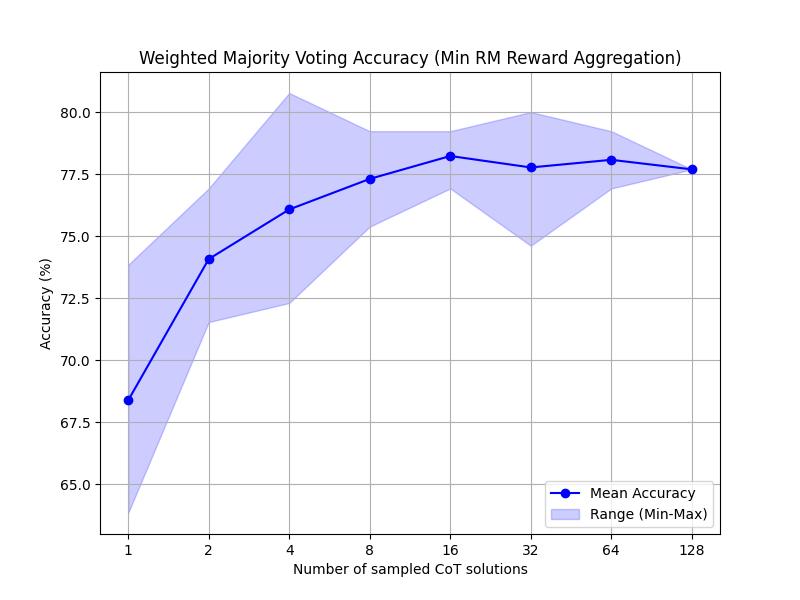 Weighted Majority Voting Accuracy (Min RM Reward Aggregation)
80.0
77.5
75.0
72.5
70.0
67.5
65.0
Accuracy (%)
Mean Accuracy
Range (Min-Max)
1 2 4 8 16 32 64 128
Number of sampled CoT solutions